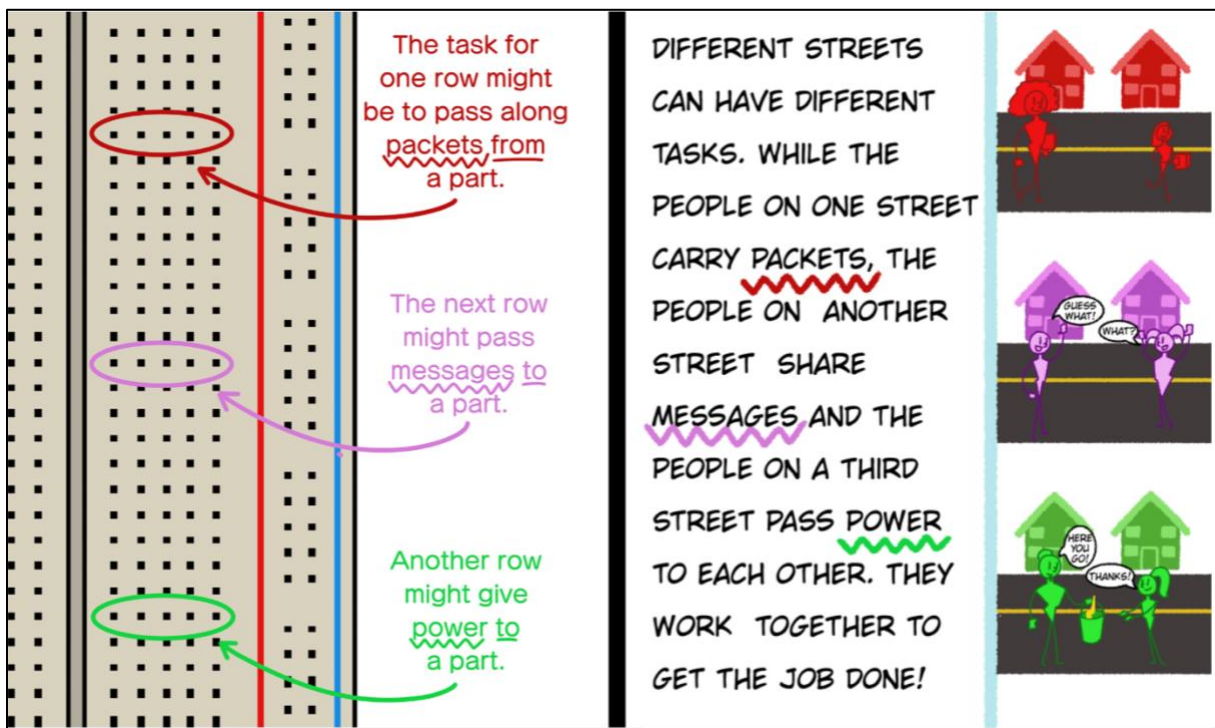 The task for
one row might
be to pass along
packets from
a part.
The next row
might pass
messages to
a part.
Another row
might give
power to
a part.
DIFFERENT STREETS
CAN HAVE DIFFERENT
TASKS. WHILE THE
PEOPLE ON ONE STREET
CARRY PACKETS, THE
PEOPLE ON ANOTHER
STREET SHARE
MESSAGES AND THE
PEOPLE ON A THIRD
STREET PASS POWER
TO EACH OTHER. THEY
WORK TOGETHER TO
GET THE JOB DONE!
GUESS
WHAT!
WHAT?
HERE
YOU
GO!
THANKS!